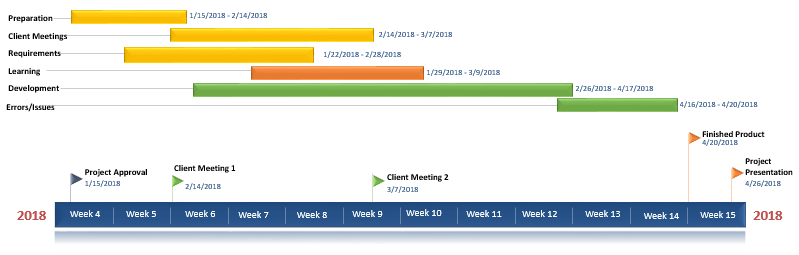 Preparation 1/15/2018 - 2/14/2018
Client Meetings 2/14/2018 - 3/7/2018
Requirements 1/22/2018 - 2/28/2018
Learning 1/29/2018 - 3/9/2018
Development 2/26/2018 - 4/17/2018
Errors/Issues 4/16/2018 - 4/20/2018
Finished Product
4/20/2018
Project Approval
1/15/2018
Client Meeting 1
2/14/2018
Client Meeting 2
3/7/2018
Project
Presentation
4/26/2018
2018 Week 4 Week 5 Week 6 Week 7 Week 8 Week 9 Week 10 Week 11 Week 12 Week 13 Week 14 Week 15 2018